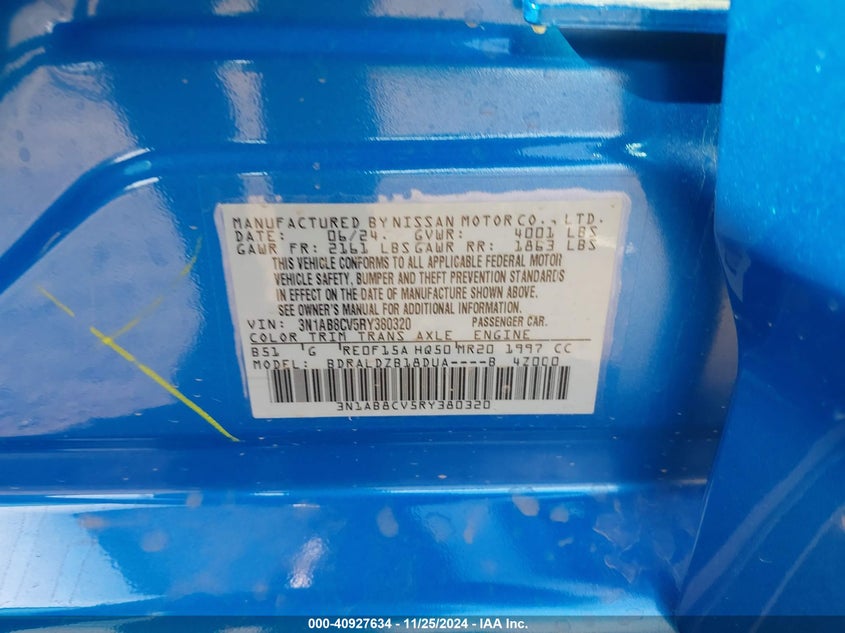 MANUFACTURED BY NISSAN MOTOR CO., LTD.
DATE: 06/24. GVWR: 4001 LBS
GAWR FR: 2161 LBS GAWR RR: 1863 LBS
THIS VEHICLE CONFORMS TO ALL APPLICABLE FEDERAL MOTOR
VEHICLE SAFETY, BUMPER AND THEFT PREVENTION STANDARDS
IN EFFECT ON THE DATE OF MANUFACTURE SHOWN ABOVE.
SEE OWNER'S MANUAL FOR ADDITIONAL INFORMATION.
VIN: 3N1AB8CV5RY380320 PASSENGER CAR.
COLOR TRIM TRANS AXLE ENGINE
B51 G RE0F15A HQ50 MR20 1997 CC
MODEL: BDRALDZB18DUA----B 4Z000
3N1AB8CV5RY380320
000-40927634 - 11/25/2024 - IAA Inc.